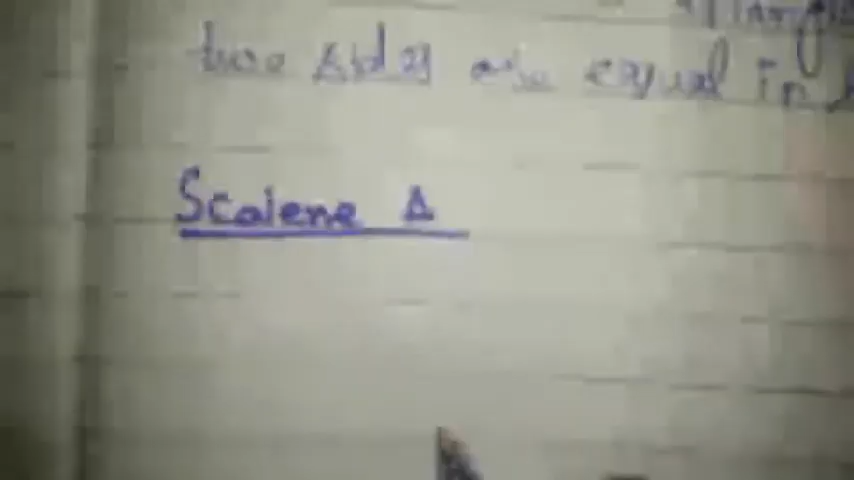 two sides are equal in
Scalene Δ